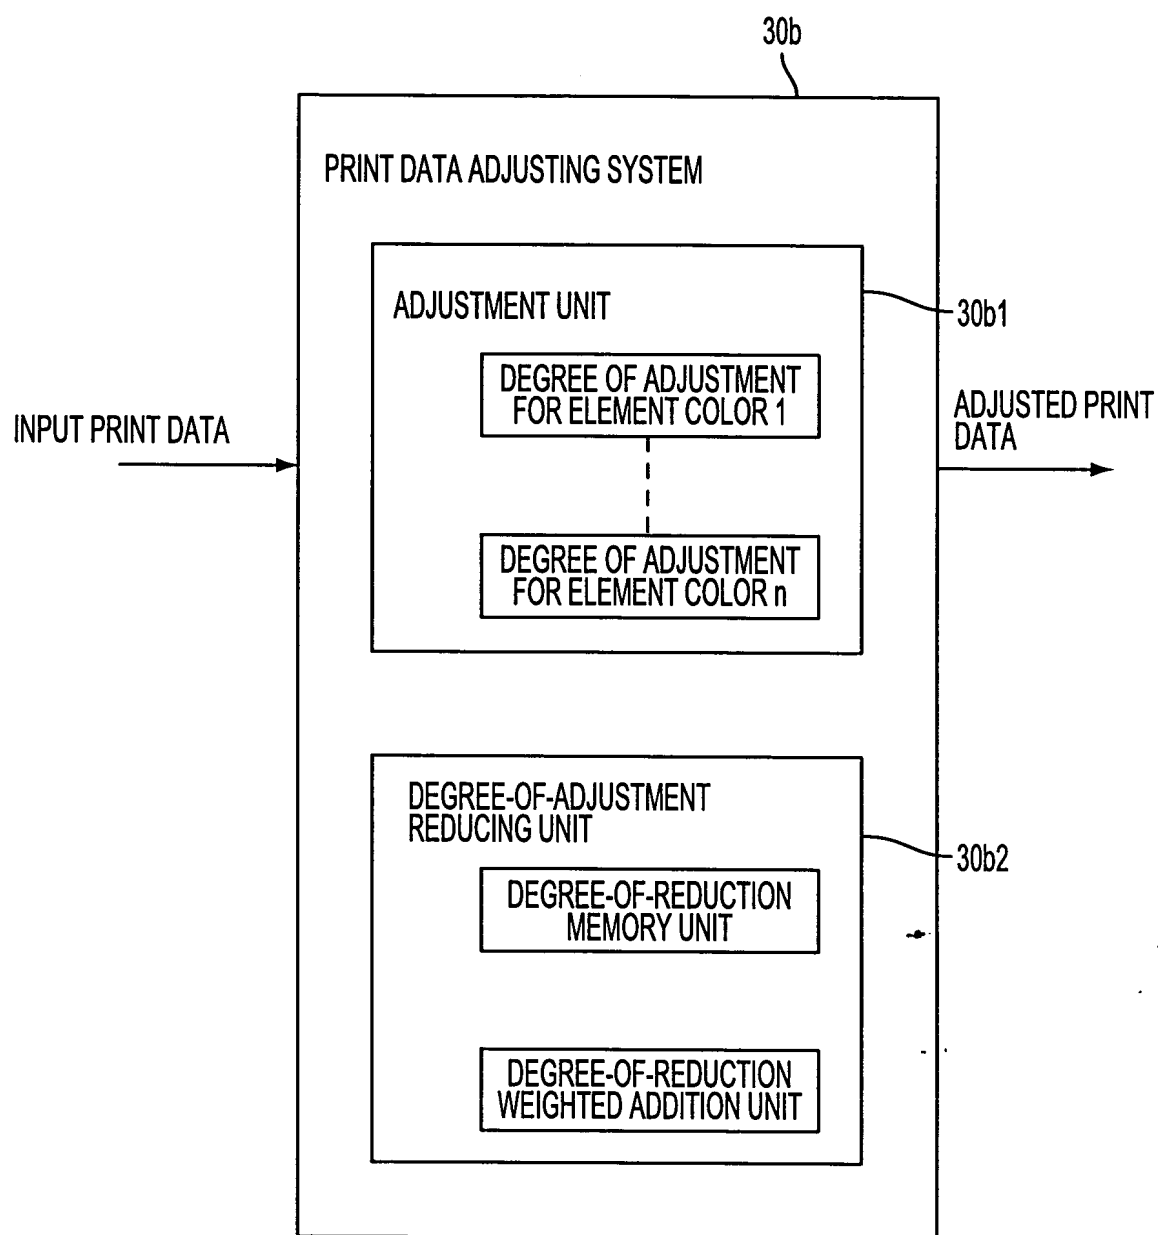 30b
PRINT DATA ADJUSTING SYSTEM
ADJUSTMENT UNIT
30b1
DEGREE OF ADJUSTMENT
FOR ELEMENT COLOR 1
INPUT PRINT DATA
ADJUSTED PRINT
DATA
DEGREE OF ADJUSTMENT
FOR ELEMENT COLOR n
DEGREE-OF-ADJUSTMENT
REDUCING UNIT
30b2
DEGREE-OF-REDUCTION
MEMORY UNIT
DEGREE-OF-REDUCTION
WEIGHTED ADDITION UNIT